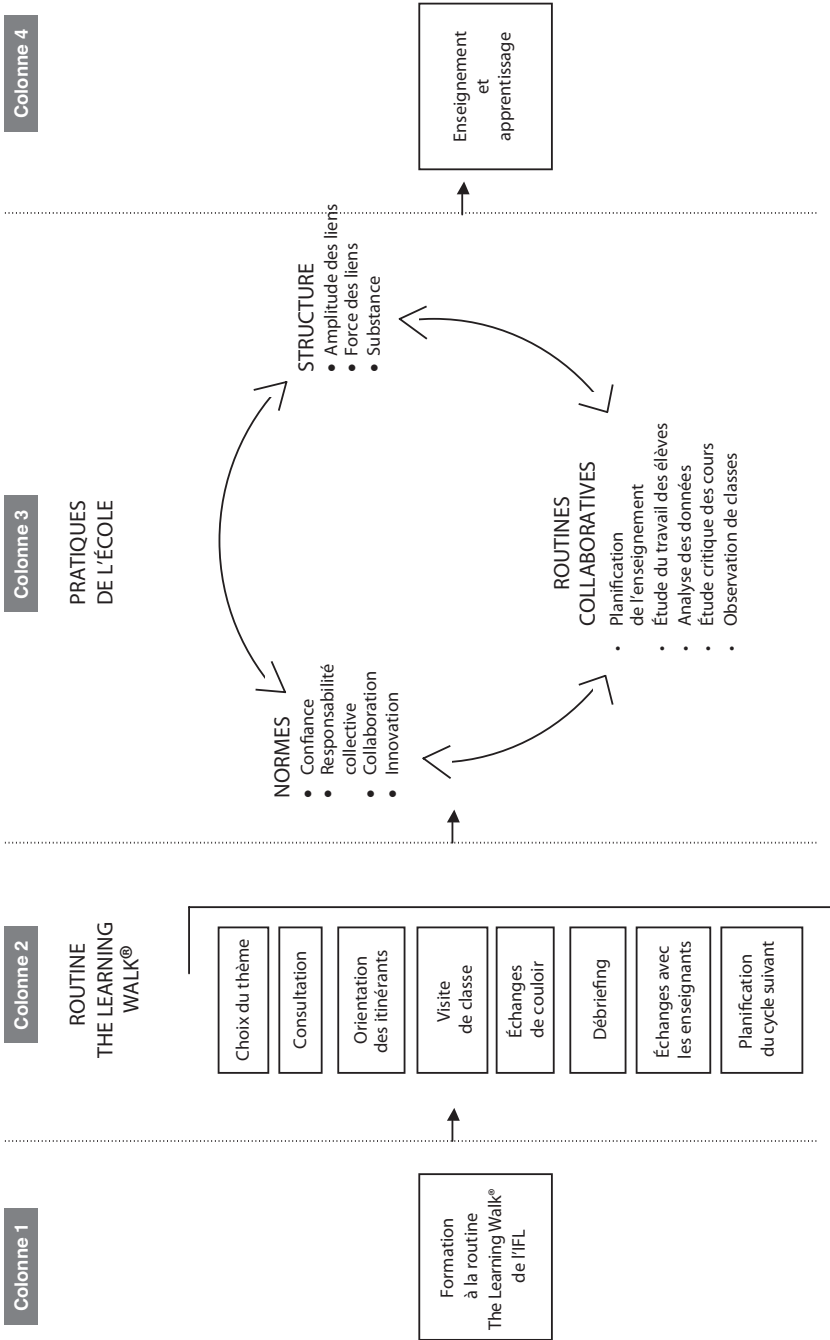 Colonne 1
Formation
à la routine
The Learning Walk®
de l'IFL
Colonne 2
ROUTINE
THE LEARNING
WALK®
Choix du thème
Consultation
Orientation
des itinérants
Visite
de classe
Échanges
de couloir
Débriefing
Échanges avec
les enseignants
Planification
du cycle suivant
Colonne 3
PRATIQUES
DE L'ÉCOLE
NORMES
• Confiance
• Responsabilité
collective
• Collaboration
• Innovation
STRUCTURE
• Amplitude des liens
• Force des liens
• Substance
ROUTINES
COLLABORATIVES
• Planification
de l'enseignement
• Étude du travail des élèves
• Analyse des données
• Étude critique des cours
• Observation de classes
Colonne 4
Enseignement
et
apprentissage